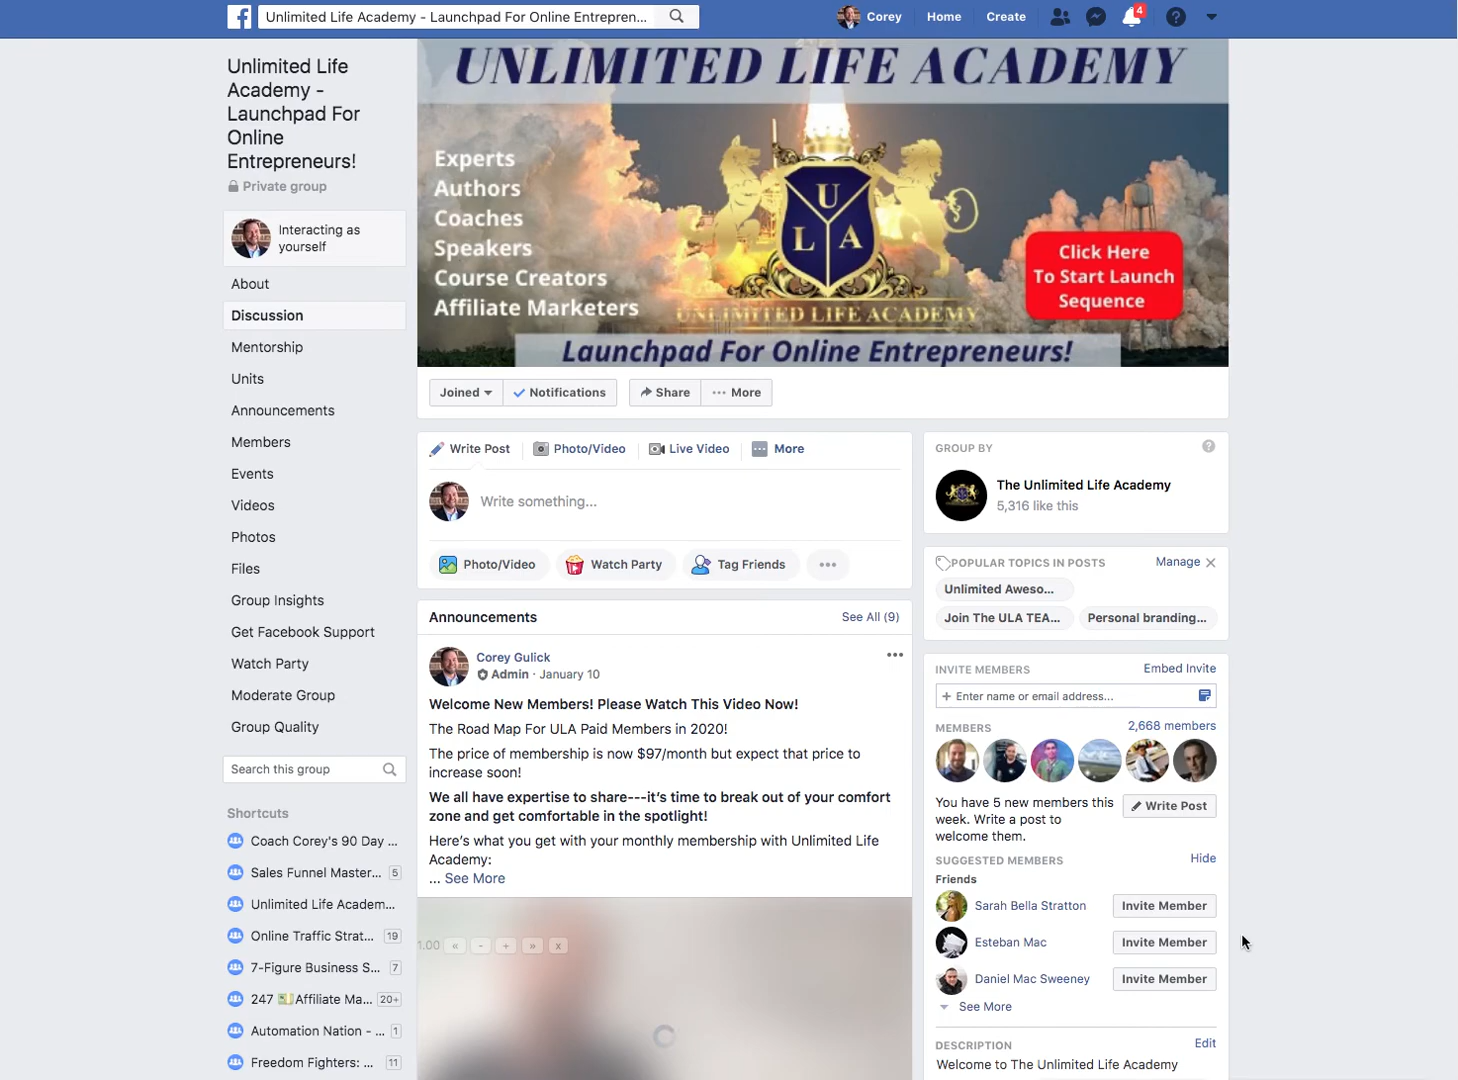 Unlimited Life Academy - Launchpad For Online Entrepren...
Corey
Home
Create
4
Unlimited Life
Academy -
Launchpad For
Online
Entrepreneurs!
Private group
Interacting as
yourself
About
Discussion
Mentorship
Units
Announcements
Members
Events
Videos
Photos
Files
Group Insights
Get Facebook Support
Watch Party
Moderate Group
Group Quality
Search this group
Shortcuts
Coach Corey's 90 Day ...
Sales Funnel Master... 5
Unlimited Life Academ...
Online Traffic Strat... 19
7-Figure Business S... 7
247 Affiliate Ma... 20+
Automation Nation - ... 1
Freedom Fighters: ... 11
UNLIMITED LIFE ACADEMY
Experts
Authors
Coaches
Speakers
Course Creators
Affiliate Marketers
U
L A
UNLIMITED LIFE ACADEMY
Click Here
To Start Launch
Sequence
Launchpad For Online Entrepreneurs!
Joined
Notifications
Share
More
Write Post
Photo/Video
Live Video
More
Write something...
Photo/Video
Watch Party
Tag Friends
Announcements
See All (9)
Corey Gulick
Admin · January 10
Welcome New Members! Please Watch This Video Now!
The Road Map For ULA Paid Members in 2020!
The price of membership is now $97/month but expect that price to
increase soon!
We all have expertise to share---it's time to break out of your comfort
zone and get comfortable in the spotlight!
Here's what you get with your monthly membership with Unlimited Life
Academy:
... See More
1.00 « - + » x
GROUP BY
?
The Unlimited Life Academy
5,316 like this
POPULAR TOPICS IN POSTS
Manage
Unlimited Aweso...
Join The ULA TEA...
Personal branding...
INVITE MEMBERS
Embed Invite
+ Enter name or email address...
MEMBERS
2,668 members
You have 5 new members this
week. Write a post to
welcome them.
Write Post
SUGGESTED MEMBERS
Hide
Friends
Sarah Bella Stratton
Invite Member
Esteban Mac
Invite Member
Daniel Mac Sweeney
Invite Member
See More
DESCRIPTION
Edit
Welcome to The Unlimited Life Academy